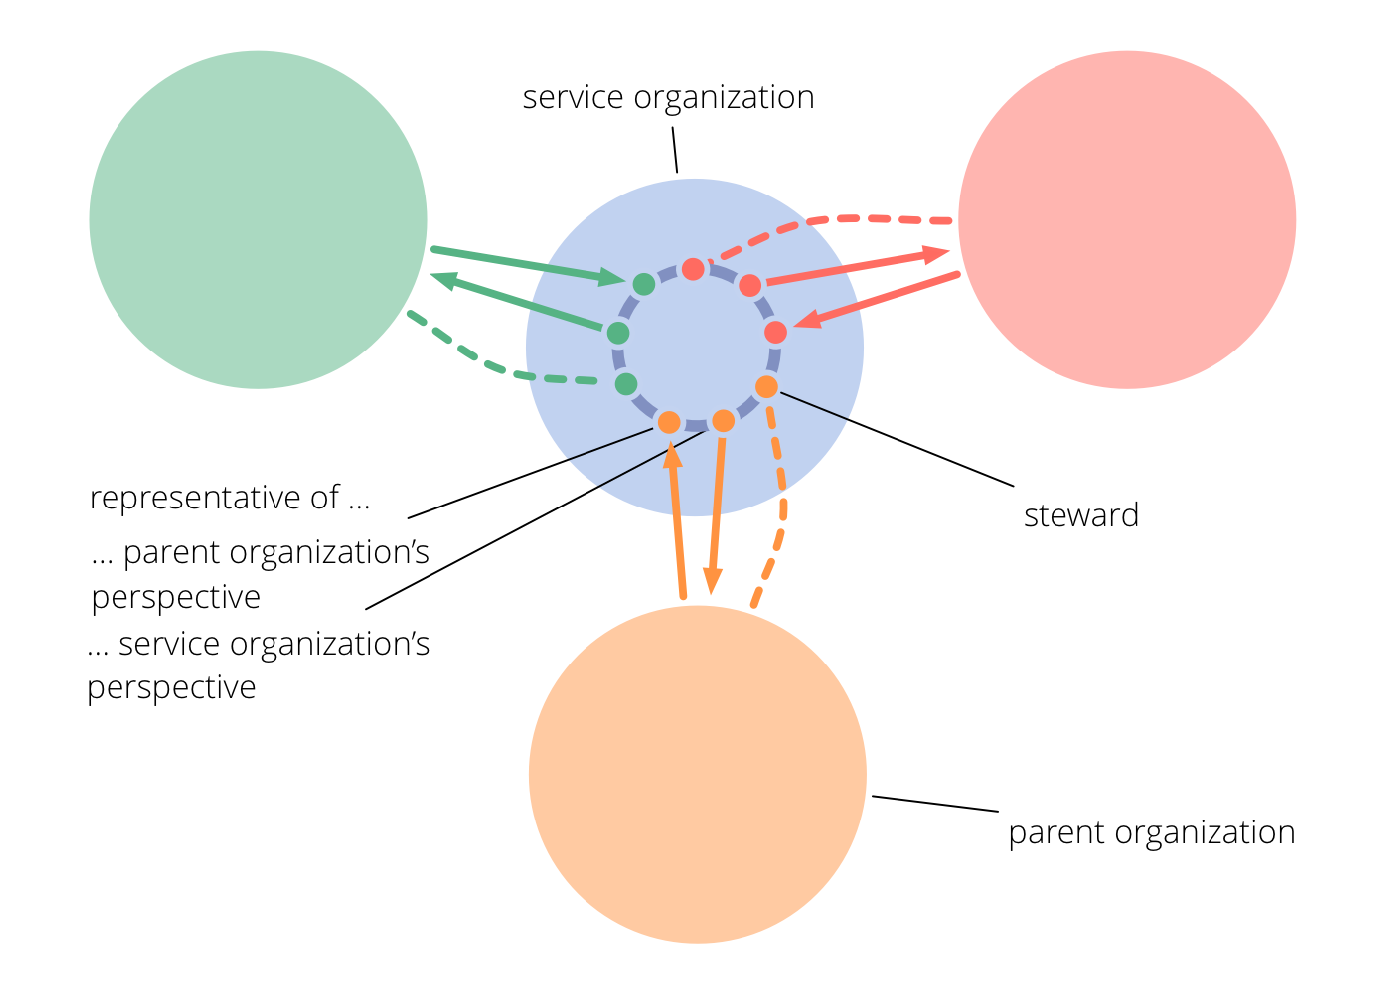 service organization
representative of ...
... parent organization’s
perspective
... service organization’s
perspective
steward
parent organization